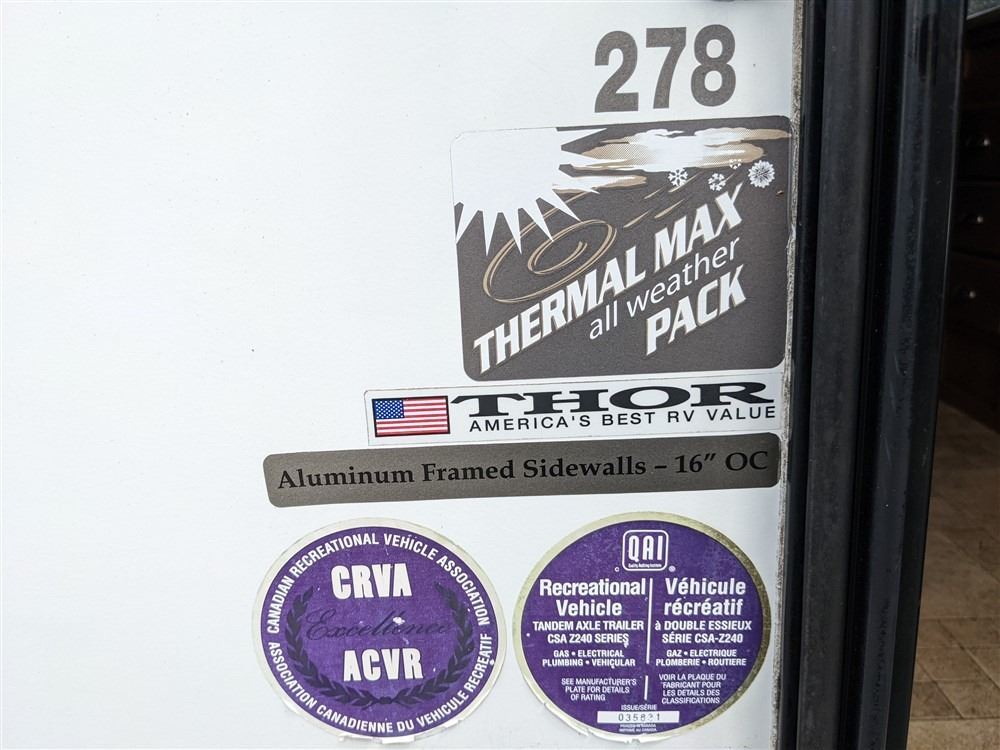 278
THERMAL MAX
all weather
PACK
THOR
AMERICA'S BEST RV VALUE
Aluminum Framed Sidewalls – 16” OC
CANADIAN RECREATIONAL VEHICLE ASSOCIATION
CRVA
Excellence
ACVR
ASSOCIATION CANADIENNE DU VEHICULE RECREATIF
QAI
Quality Auditing Institute
Recreational
Vehicle
TANDEM AXLE TRAILER
CSA Z240 SERIES
GAS • ELECTRICAL
PLUMBING • VEHICULAR
SEE MANUFACTURER'S
PLATE FOR DETAILS
OF RATING
Véhicule
récréatif
à DOUBLE ESSIEUX
SÉRIE CSA-Z240
GAZ • ELECTRIQUE
PLOMBERIE • ROUTIERE
VOIR LA PLAQUE DU
FABRICANT POUR
LES DÉTAILS DES
CLASSIFICATIONS
ISSUE/SÉRIE